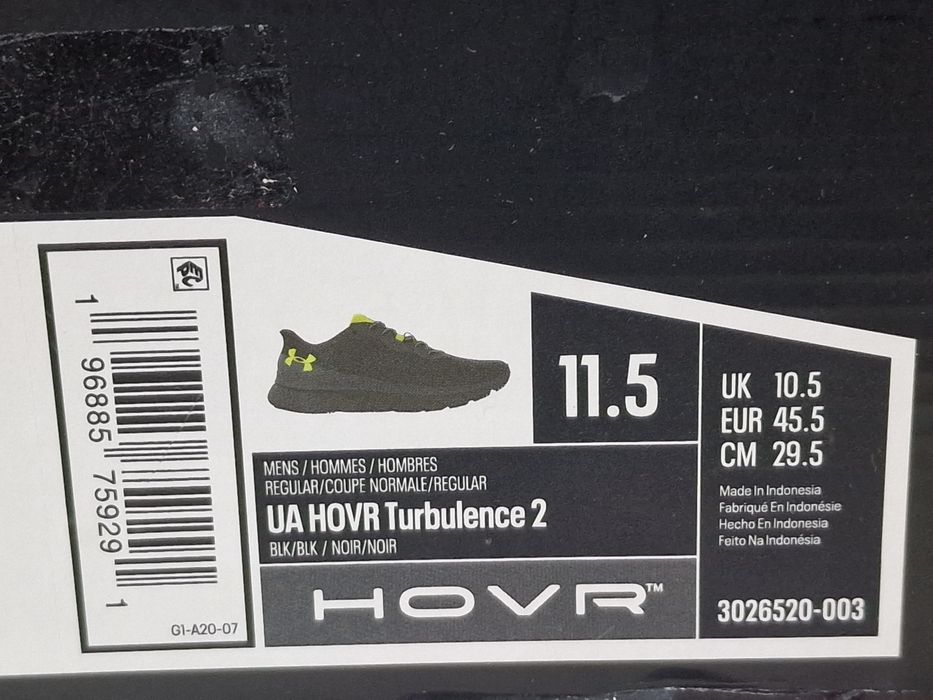 1 96885 75929 1
G1-A20-07
11.5
MENS / HOMMES / HOMBRES
REGULAR/COUPE NORMALE/REGULAR
UA HOVR Turbulence 2
BLK/BLK / NOIR/NOIR
HOVR™
UK 10.5
EUR 45.5
CM 29.5
Made In Indonesia
Fabriqué En Indonésie
Hecho En Indonesia
Feito Na Indonésia
3026520-003